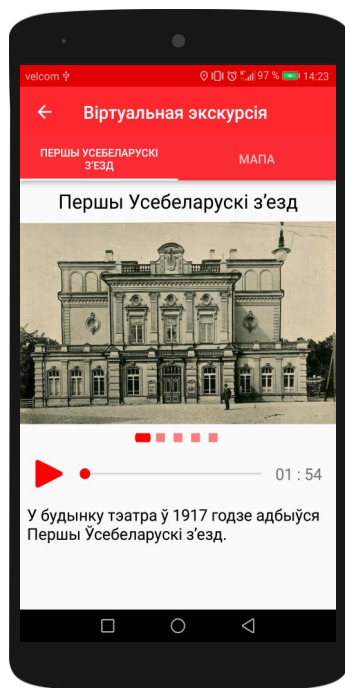 velcom 97 % 14:23
Віртуальная экскурсія
ПЕРШЫ УСЕБЕЛАРУСКІ
З'ЕЗД
МАПА
Першы Усебеларускі з’езд
01 : 54
У будынку тэатра ў 1917 годзе адбыўся
Першы Ўсебеларускі з’езд.